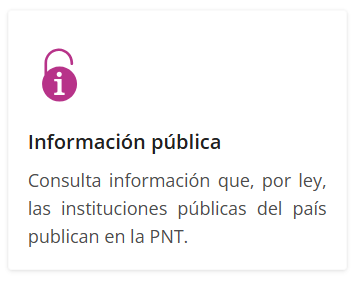 Información pública
Consulta información que, por ley,
las instituciones públicas del país
publican en la PNT.